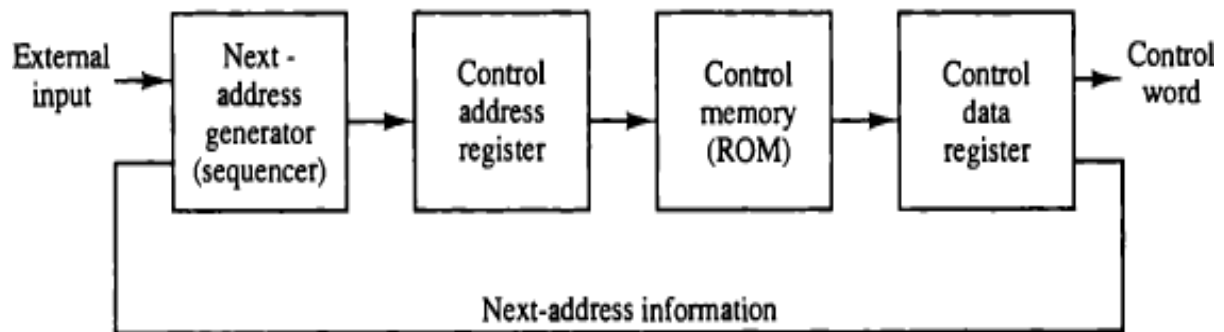 External
input
Next -
address
generator
(sequencer)
Control
address
register
Control
memory
(ROM)
Control
data
register
Control
word
Next-address information